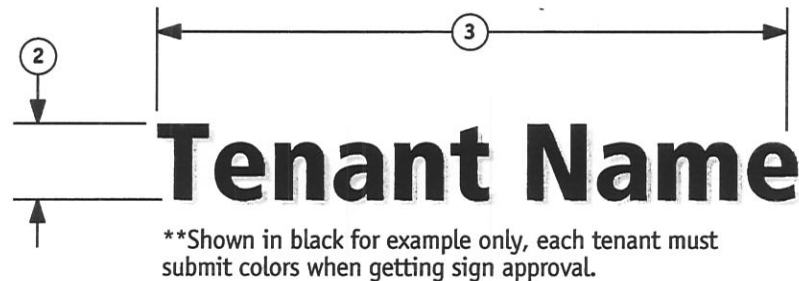 3
2
Tenant Name
**Shown in black for example only, each tenant must
submit colors when getting sign approval.